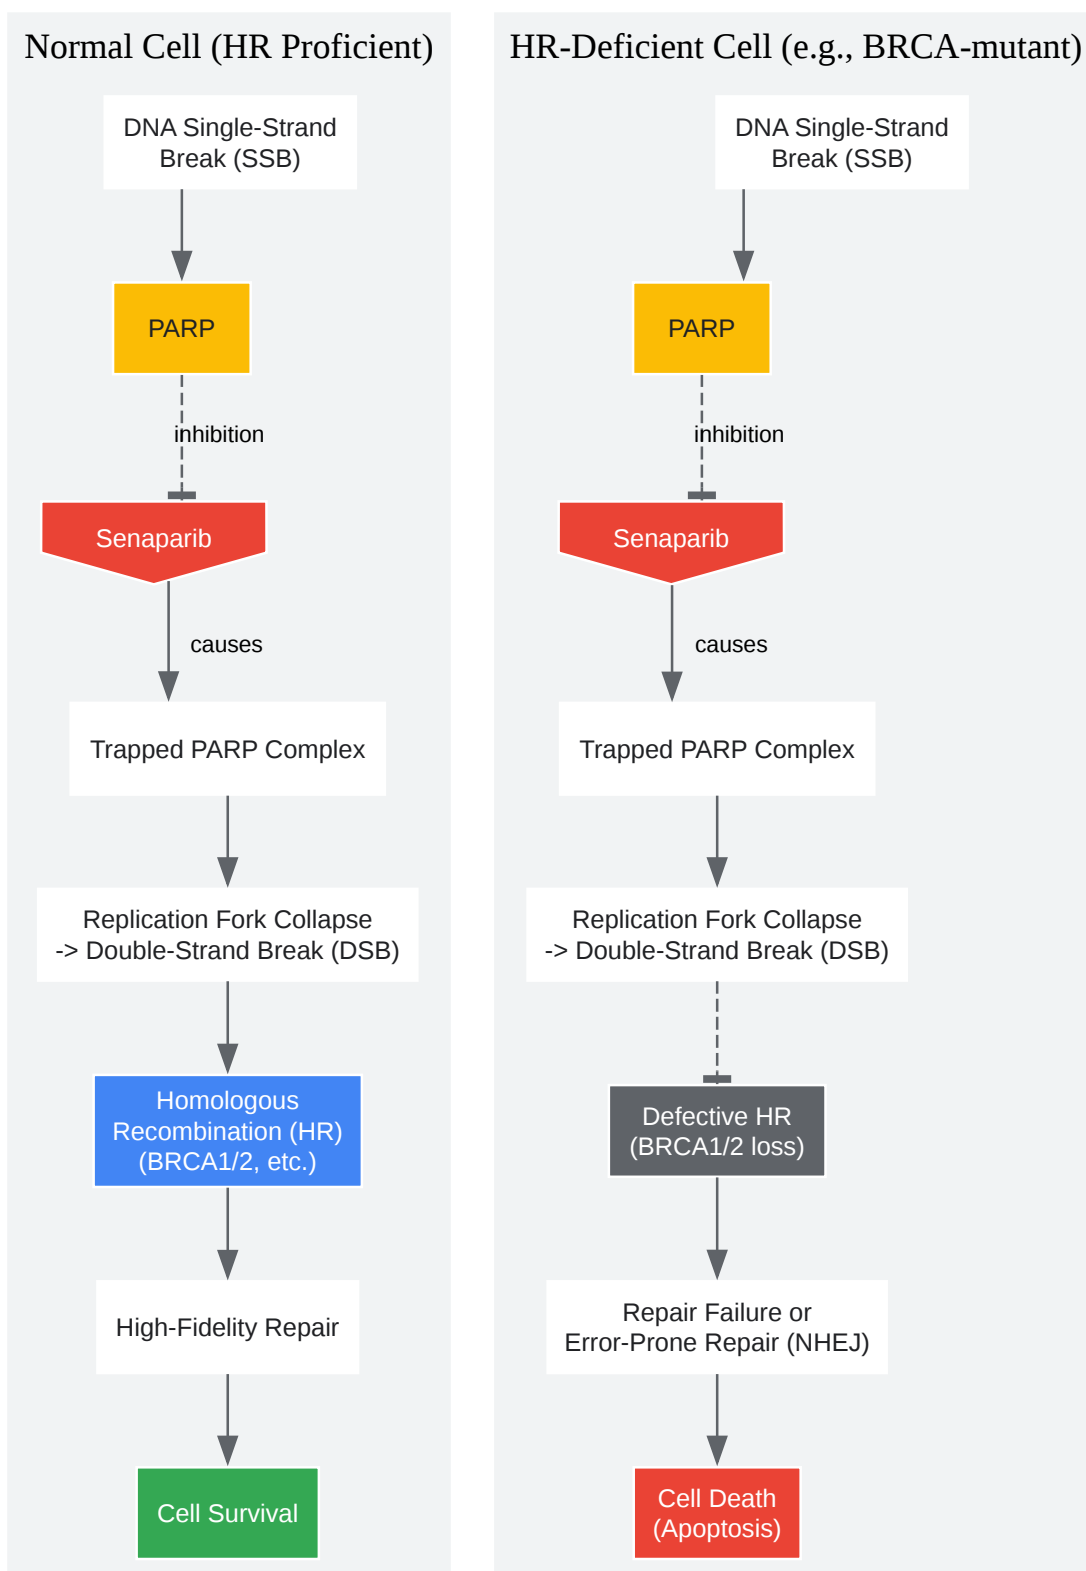 Normal Cell (HR Proficient)
DNA Single-Strand
Break (SSB)
PARP
inhibition
Senaparib
causes
Trapped PARP Complex
Replication Fork Collapse
-> Double-Strand Break (DSB)
Homologous
Recombination (HR)
(BRCA1/2, etc.)
High-Fidelity Repair
Cell Survival
HR-Deficient Cell (e.g., BRCA-mutant)
DNA Single-Strand
Break (SSB)
PARP
inhibition
Senaparib
causes
Trapped PARP Complex
Replication Fork Collapse
-> Double-Strand Break (DSB)
Defective HR
(BRCA1/2 loss)
Repair Failure or
Error-Prone Repair (NHEJ)
Cell Death
(Apoptosis)